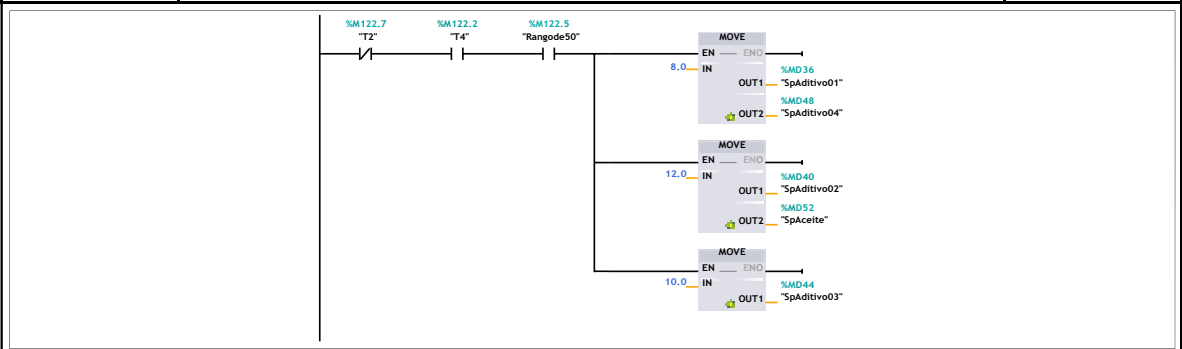 %M122.7 %M122.2 %M122.5
"T2" "T4" "Rangode50"
MOVE
EN ENO
8.0 IN
%MD36
OUT1 "SpAditivo01"
%MD48
OUT2 "SpAditivo04"
MOVE
EN ENO
12.0 IN
%MD40
OUT1 "SpAditivo02"
%MD52
OUT2 "SpAceite"
MOVE
EN ENO
10.0 IN
%MD44
OUT1 "SpAditivo03"